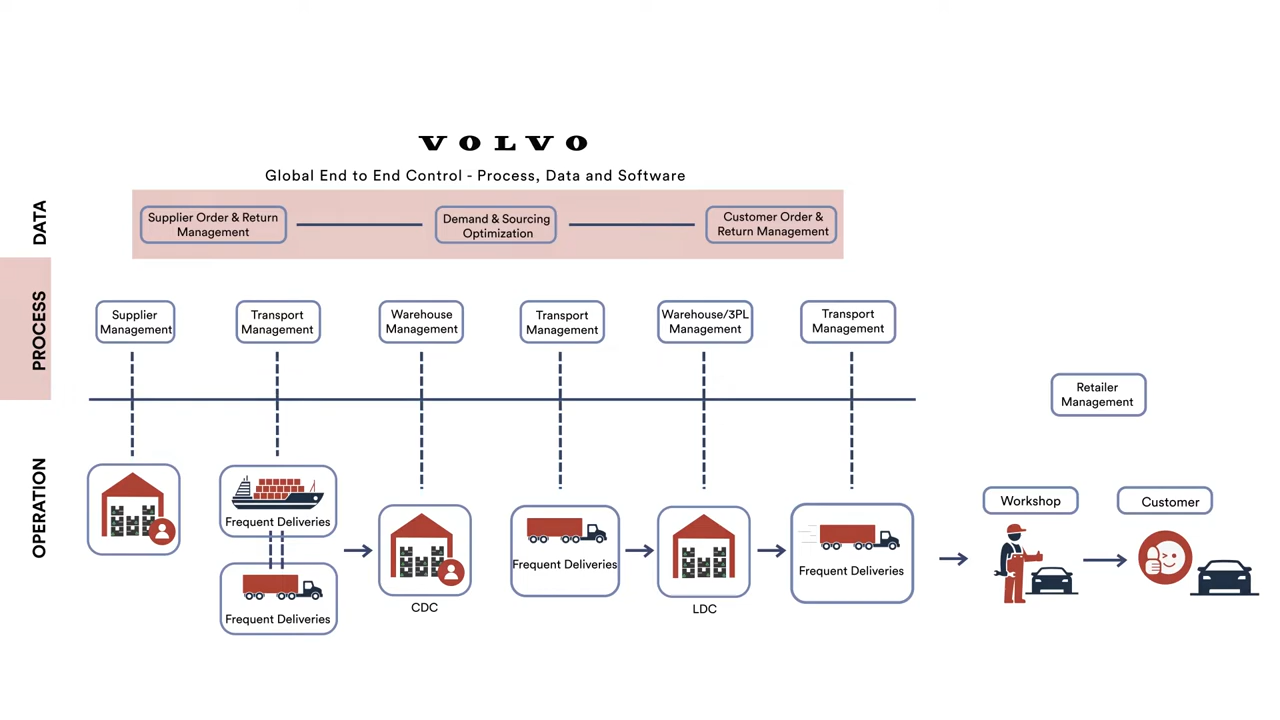 VOLVO
Global End to End Control - Process, Data and Software
DATA
Supplier Order & Return
Management
Demand & Sourcing
Optimization
Customer Order &
Return Management
PROCESS
Supplier
Management
Transport
Management
Warehouse
Management
Transport
Management
Warehouse/3PL
Management
Transport
Management
Retailer
Management
OPERATION
Frequent Deliveries
Frequent Deliveries
CDC
Frequent Deliveries
LDC
Frequent Deliveries
Workshop
Customer